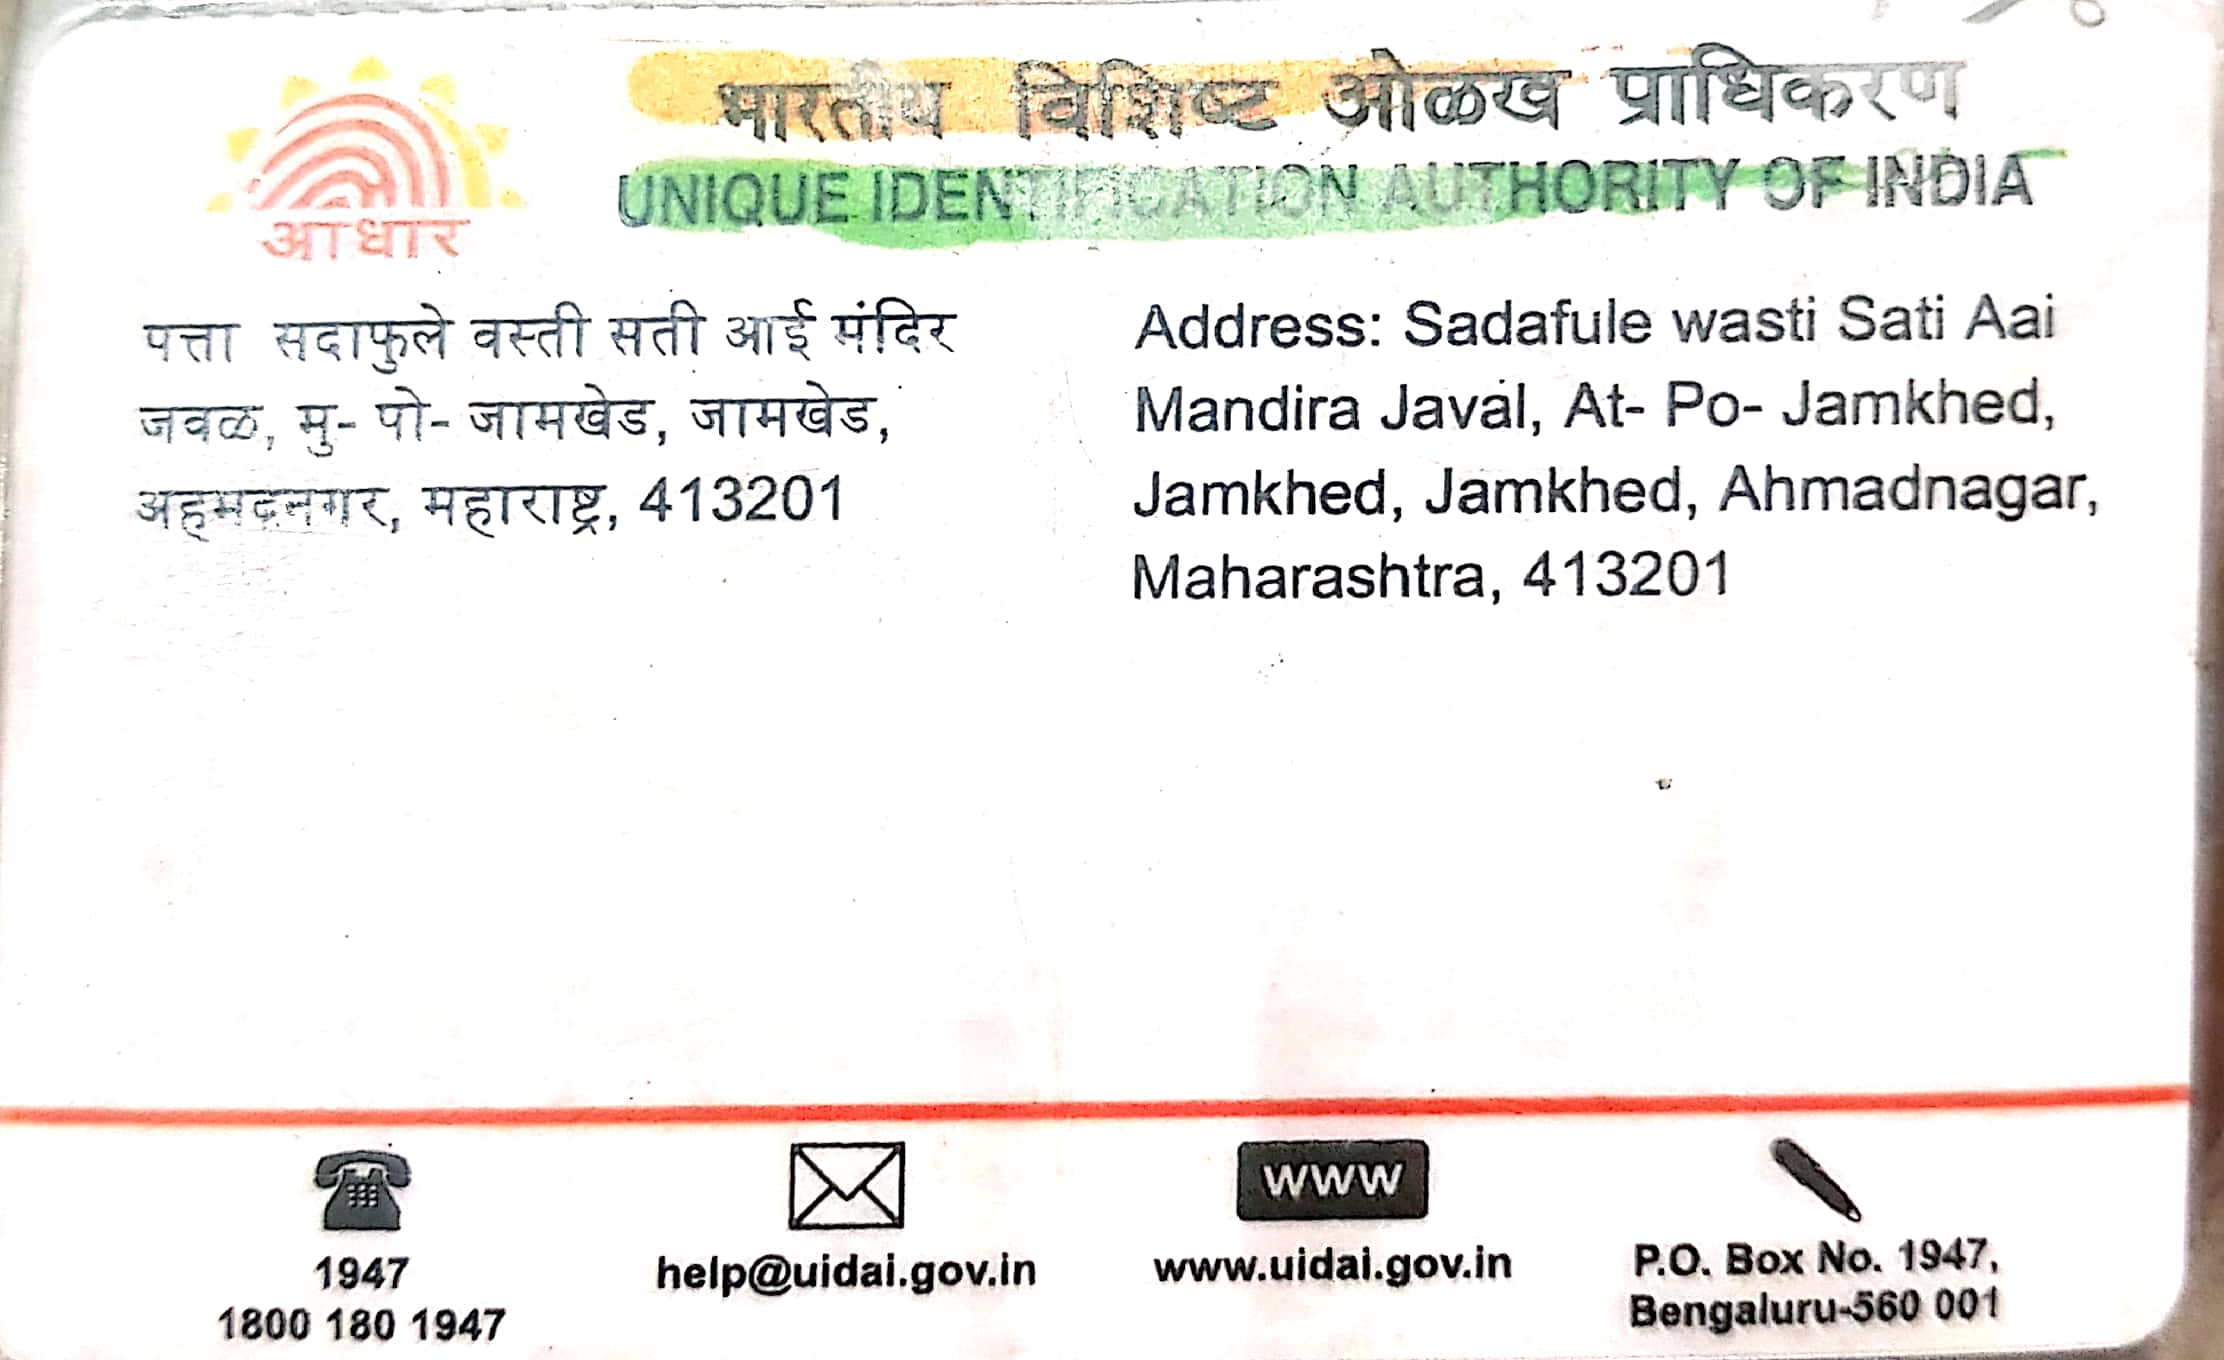 आधार
भारतीय विशिष्ट ओळख प्राधिकरण
UNIQUE IDENTIFICATION AUTHORITY OF INDIA
पत्ता सदाफुले वस्ती सती आई मंदिर
जवळ, मु- पो- जामखेड, जामखेड,
अहमदनगर, महाराष्ट्र, 413201
Address: Sadafule wasti Sati Aai
Mandira Javal, At- Po- Jamkhed,
Jamkhed, Jamkhed, Ahmadnagar,
Maharashtra, 413201
1947
1800 180 1947
help@uidai.gov.in
WWW
www.uidai.gov.in
P.O. Box No. 1947,
Bengaluru-560 001